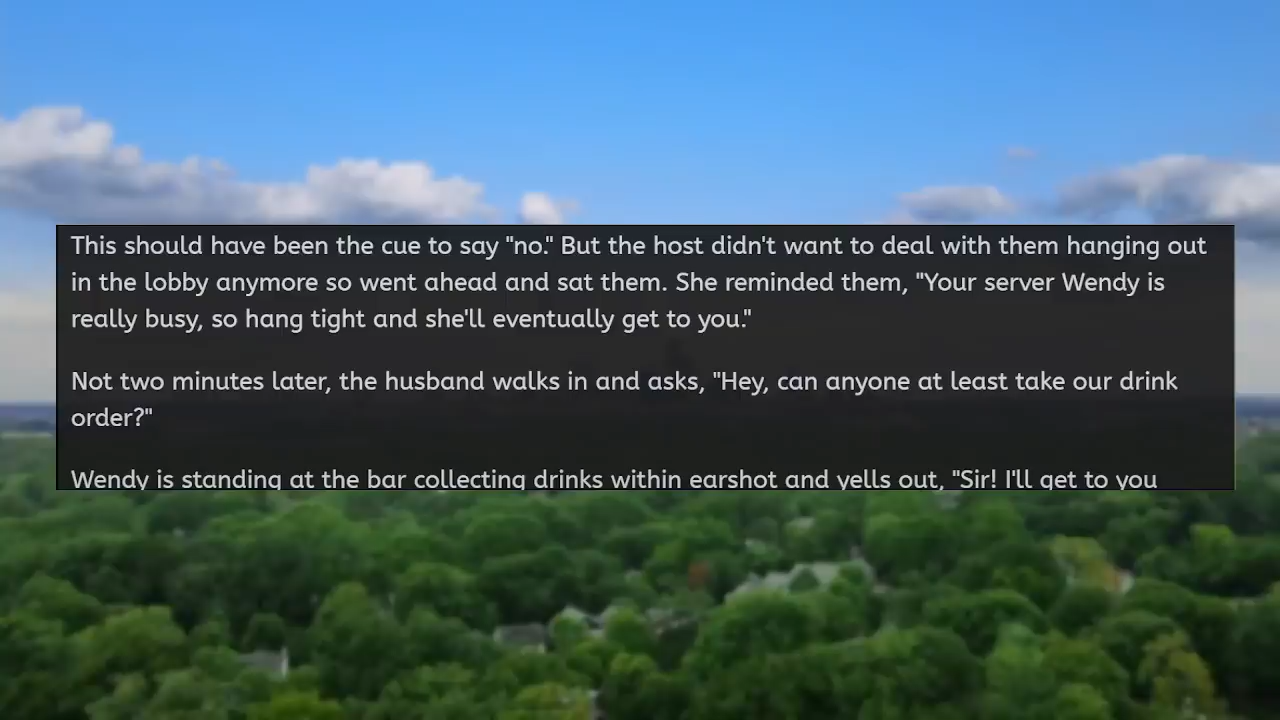 This should have been the cue to say "no." But the host didn't want to deal with them hanging out
in the lobby anymore so went ahead and sat them. She reminded them, "Your server Wendy is
really busy, so hang tight and she'll eventually get to you."
Not two minutes later, the husband walks in and asks, "Hey, can anyone at least take our drink
order?"
Wendy is standing at the bar collecting drinks within earshot and yells out, "Sir! I'll get to you